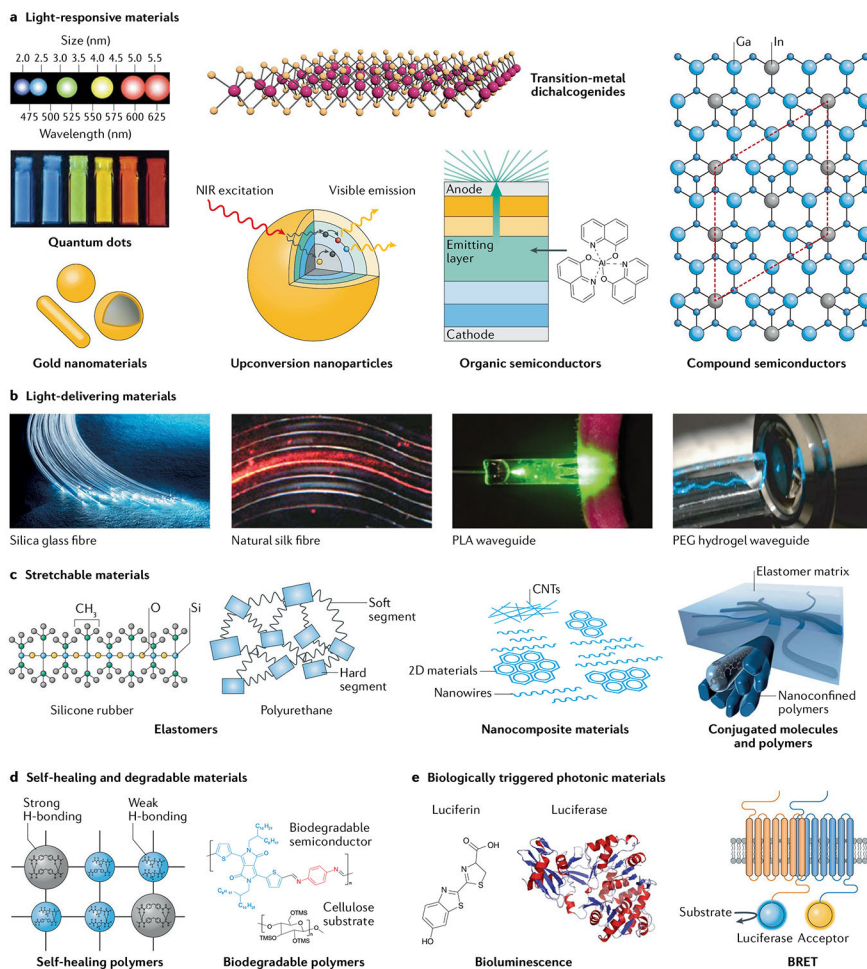 a Light-responsive materials
Size (nm)
2.0 2.5 3.0 3.5 4.0 4.5 5.0 5.5
475 500 525 550 575 600 625
Wavelength (nm)
Quantum dots
Gold nanomaterials
Transition-metal
dichalcogenides
NIR excitation
Visible emission
Upconversion nanoparticles
Anode
Emitting
layer
Cathode
N
O
O
Al
N
N
O
Organic semiconductors
Ga In
Compound semiconductors
b Light-delivering materials
Silica glass fibre
Natural silk fibre
PLA waveguide
PEG hydrogel waveguide
c Stretchable materials
CH3
O
Si
Silicone rubber
Soft
segment
Hard
segment
Polyurethane
Elastomers
CNTs
2D materials
Nanowires
Nanocomposite materials
Elastomer matrix
Nanoconfined
polymers
Conjugated molecules
and polymers
d Self-healing and degradable materials
Strong
H-bonding
Weak
H-bonding
Self-healing polymers
Biodegradable
semiconductor
S
O
N
N
O
S
N
N
n
Cellulose
substrate
OTMS
O
O
TMSO
OTMS
n
Biodegradable polymers
e Biologically triggered photonic materials
Luciferin
Luciferase
O
OH
N
S
N
S
HO
Bioluminescence
Substrate
Luciferase Acceptor
BRET